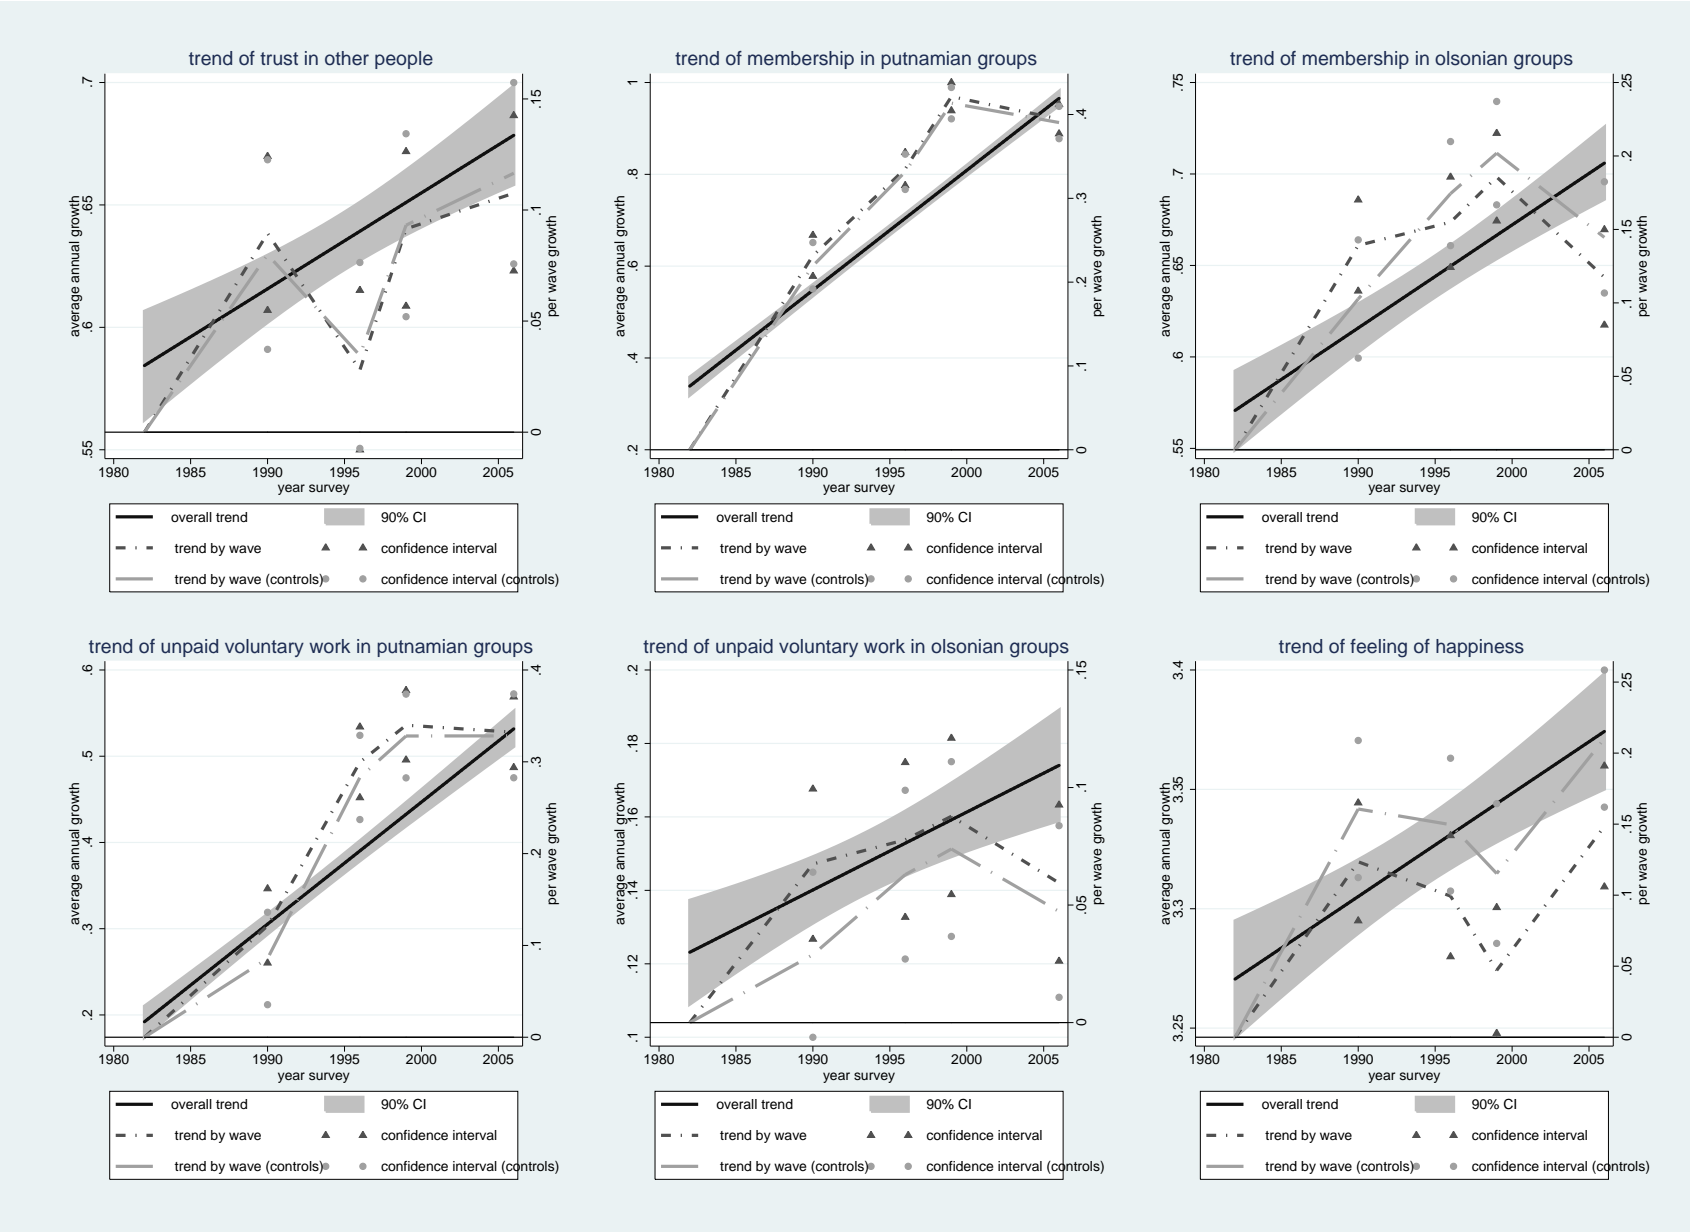 trend of trust in other people
.7
.65
.6
.55
average annual growth
.15
.1
.05
0
per wave growth
1980 1985 1990 1995 2000 2005
year survey
overall trend 90% CI
trend by wave confidence interval
trend by wave (controls) confidence interval (controls)
trend of membership in putnamian groups
1
.8
.6
.4
.2
average annual growth
.4
.3
.2
.1
0
per wave growth
1980 1985 1990 1995 2000 2005
year survey
overall trend 90% CI
trend by wave confidence interval
trend by wave (controls) confidence interval (controls)
trend of membership in olsonian groups
.75
.7
.65
.6
.55
average annual growth
.25
.2
.15
.1
.05
0
per wave growth
1980 1985 1990 1995 2000 2005
year survey
overall trend 90% CI
trend by wave confidence interval
trend by wave (controls) confidence interval (controls)
trend of unpaid voluntary work in putnamian groups
.6
.5
.4
.3
.2
average annual growth
.4
.3
.2
.1
0
per wave growth
1980 1985 1990 1995 2000 2005
year survey
overall trend 90% CI
trend by wave confidence interval
trend by wave (controls) confidence interval (controls)
trend of unpaid voluntary work in olsonian groups
.2
.18
.16
.14
.12
.1
average annual growth
.15
.1
.05
0
per wave growth
1980 1985 1990 1995 2000 2005
year survey
overall trend 90% CI
trend by wave confidence interval
trend by wave (controls) confidence interval (controls)
trend of feeling of happiness
3.4
3.35
3.3
3.25
average annual growth
.25
.2
.15
.1
.05
0
per wave growth
1980 1985 1990 1995 2000 2005
year survey
overall trend 90% CI
trend by wave confidence interval
trend by wave (controls) confidence interval (controls)